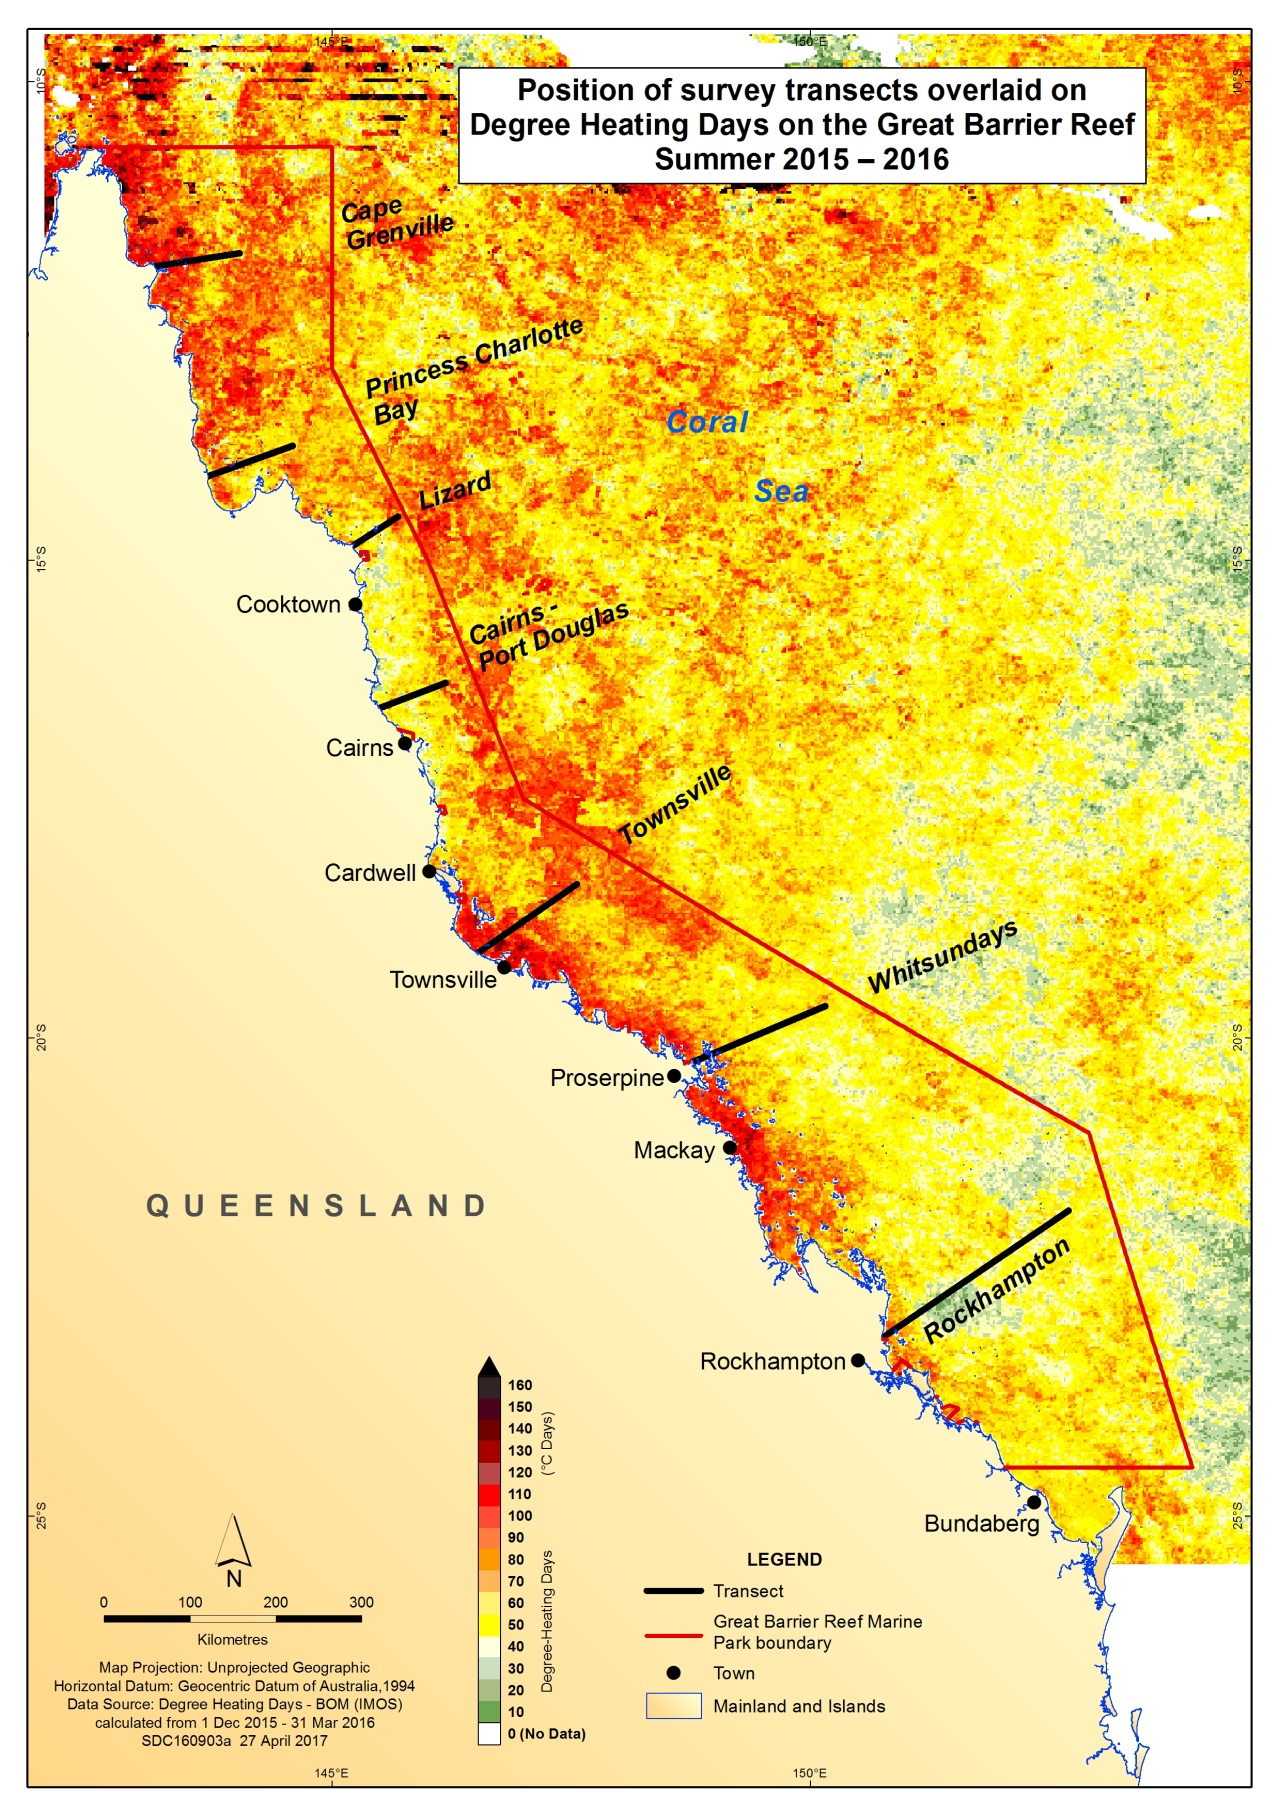 145°E
150°E
10°S
10°S
Position of survey transects overlaid on
Degree Heating Days on the Great Barrier Reef
Summer 2015 – 2016
Cape
Grenville
Princess Charlotte
Bay
Coral
Sea
Lizard
15°S
15°S
Cooktown
Cairns -
Port Douglas
Cairns
Townsville
Cardwell
Whitsundays
Townsville
20°S
20°S
Proserpine
Mackay
QUEENSLAND
Rockhampton
Rockhampton
25°S
25°S
Bundaberg
N
0 100 200 300
Kilometres
Map Projection: Unprojected Geographic
Horizontal Datum: Geocentric Datum of Australia,1994
Data Source: Degree Heating Days - BOM (IMOS)
calculated from 1 Dec 2015 - 31 Mar 2016
SDC160903a 27 April 2017
160
150
140
130
120
110
100
90
80
70
60
50
40
30
20
10
0 (No Data)
Degree-Heating Days
(°C Days)
LEGEND
Transect
Great Barrier Reef Marine
Park boundary
Town
Mainland and Islands
145°E
150°E